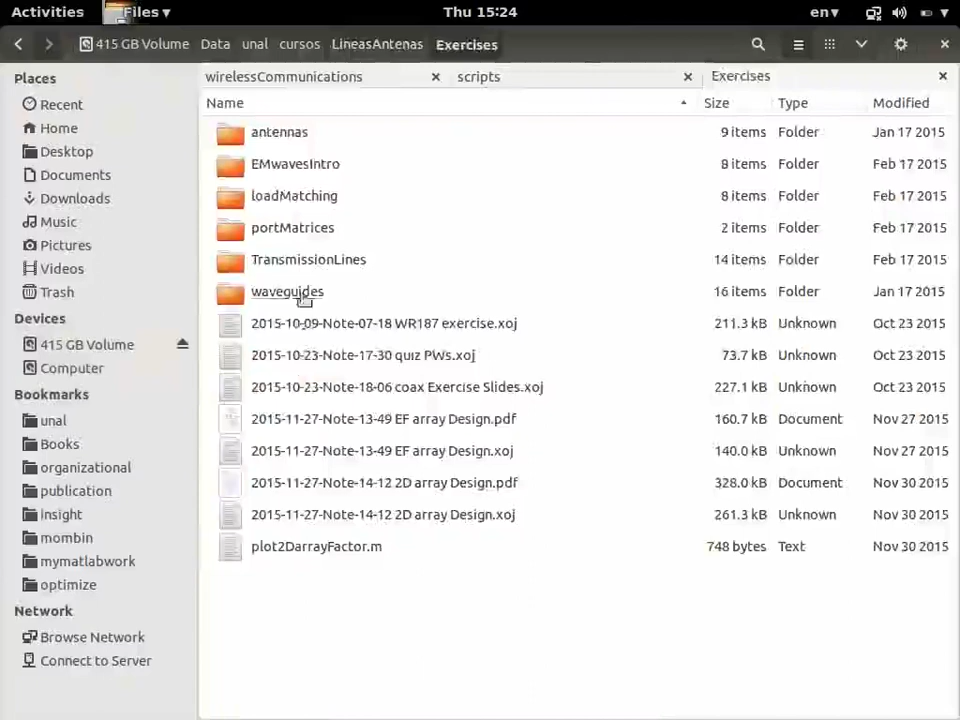 Activities Files ▾ Thu 15:24 en ▾
415 GB Volume Data unal cursos LineasAntenas Exercises
Places wirelessCommunications scripts Exercises
Recent Name Size Type Modified
Home antennas 9 items Folder Jan 17 2015
Desktop EMwavesIntro 8 items Folder Feb 17 2015
Documents loadMatching 8 items Folder Feb 17 2015
Downloads portMatrices 2 items Folder Feb 17 2015
Music TransmissionLines 14 items Folder Feb 17 2015
Pictures waveguides 16 items Folder Jan 17 2015
Videos 2015-10-09-Note-07-18 WR187 exercise.xoj 211.3 kB Unknown Oct 23 2015
Trash 2015-10-23-Note-17-30 quiz PWs.xoj 73.7 kB Unknown Oct 23 2015
Devices 2015-10-23-Note-18-06 coax Exercise Slides.xoj 227.1 kB Unknown Oct 23 2015
415 GB Volume 2015-11-27-Note-13-49 EF array Design.pdf 160.7 kB Document Nov 27 2015
Computer 2015-11-27-Note-13-49 EF array Design.xoj 140.0 kB Unknown Nov 27 2015
Bookmarks 2015-11-27-Note-14-12 2D array Design.pdf 328.0 kB Document Nov 30 2015
unal 2015-11-27-Note-14-12 2D array Design.xoj 261.3 kB Unknown Nov 30 2015
Books plot2DarrayFactor.m 748 bytes Text Nov 30 2015
organizational
publication
insight
mombin
mymatlabwork
optimize
Network
Browse Network
Connect to Server